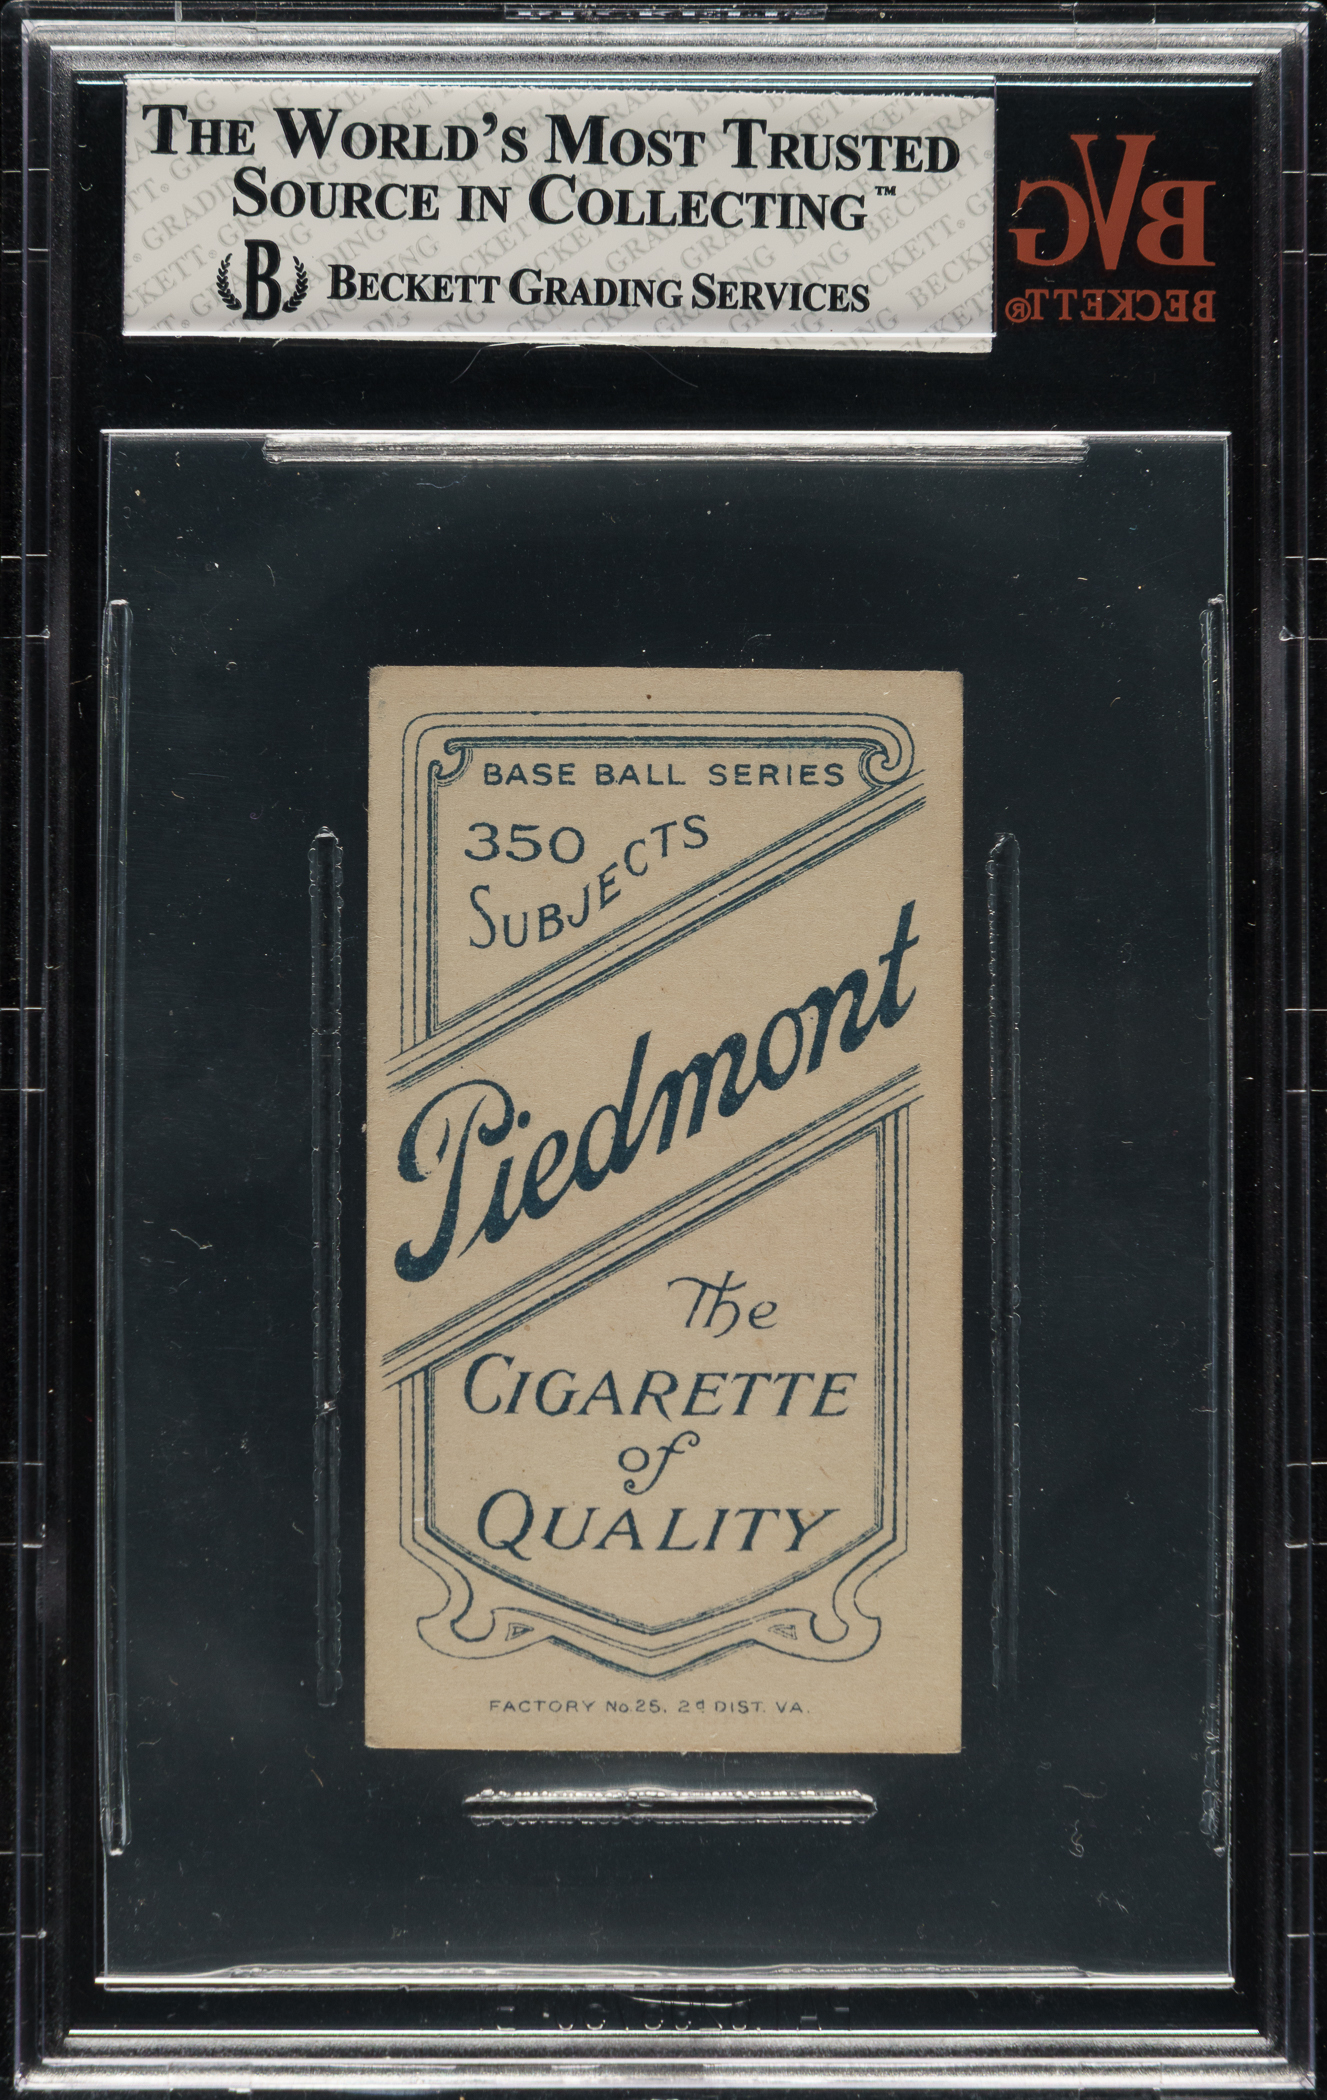 THE WORLD'S MOST TRUSTED
SOURCE IN COLLECTING™
B BECKETT GRADING SERVICES
BVG
BECKETT®
BASE BALL SERIES
350
SUBJECTS
Piedmont
The
CIGARETTE
of
QUALITY
FACTORY No.25, 2d DIST. VA.